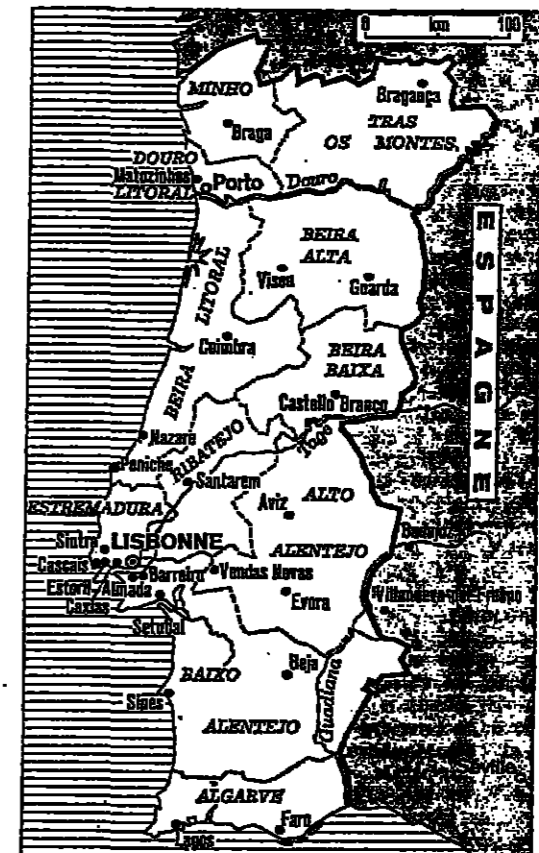 0 km 100
MINHO
Bragança
Braga
TRAS
OS MONTES
DOURO
Matozinhos
LITORAL
Porto
Douro
ESPAGNE
BEIRA
ALTA
Viseu
Guarda
LITORAL
Coimbra
BEIRA
BEIRA
BAIXA
Castello Branco
Nazare
Tage
RIBATEJO
Peniche
Santarem
ALTO
Aviz
ESTREMADURA
Sintra
LISBONNE
ALENTEJO
Cascais
Barreiro
Vendas Novas
Estoril
Almada
Evora
Caxias
Setubal
Beja
BAIXO
Guadiana
Sines
ALENTEJO
ALGARVE
Faro
Lagos